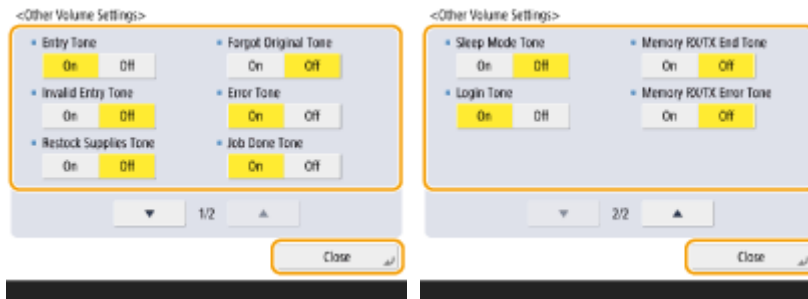 <Other Volume Settings>
Entry Tone
On Off
Forgot Original Tone
On Off
Invalid Entry Tone
On Off
Error Tone
On Off
Restock Supplies Tone
On Off
Job Done Tone
On Off
1/2
Close
<Other Volume Settings>
Sleep Mode Tone
On Off
Memory RX/TX End Tone
On Off
Login Tone
On Off
Memory RX/TX Error Tone
On Off
2/2
Close